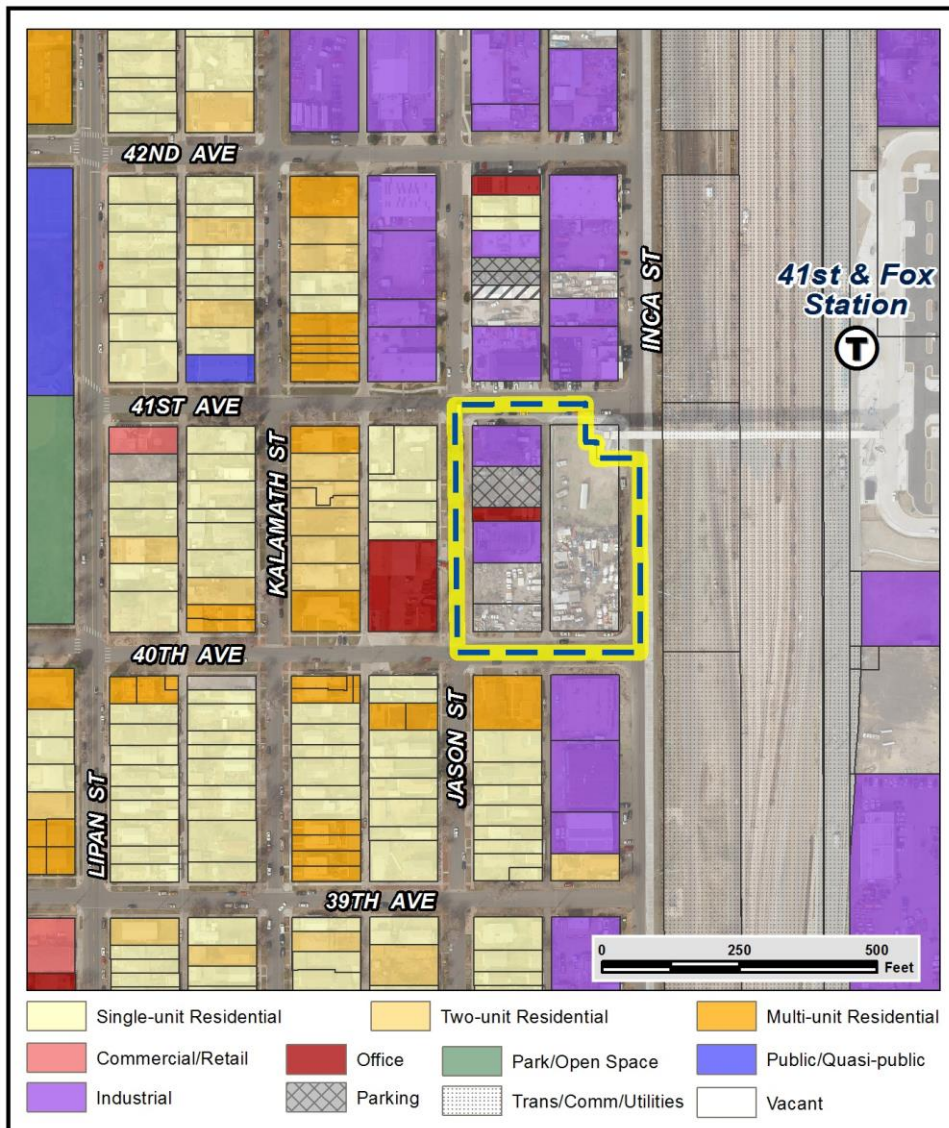 42ND AVE
INCA ST
41st & Fox
Station
T
41ST AVE
KALAMATH ST
40TH AVE
LIPAN ST
JASON ST
39TH AVE
0 250 500
Feet
Single-unit Residential Two-unit Residential Multi-unit Residential
Commercial/Retail Office Park/Open Space Public/Quasi-public
Industrial Parking Trans/Comm/Utilities Vacant